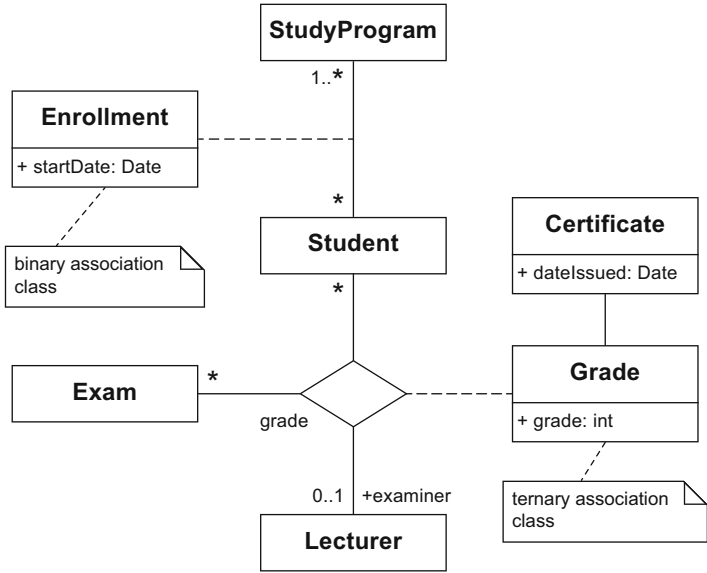 StudyProgram
1..*
Enrollment
+ startDate: Date
*
Student
Certificate
+ dateIssued: Date
binary association
class
*
Exam
*
grade
Grade
+ grade: int
0..1
+examiner
Lecturer
ternary association
class